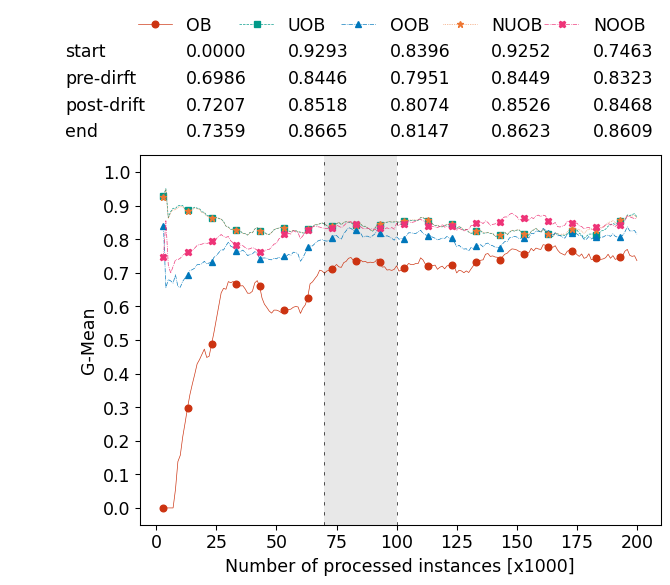 OB UOB OOB NUOB NOOB
start 0.0000 0.9293 0.8396 0.9252 0.7463
pre-dirft 0.6986 0.8446 0.7951 0.8449 0.8323
post-drift 0.7207 0.8518 0.8074 0.8526 0.8468
end 0.7359 0.8665 0.8147 0.8623 0.8609
1.0
0.9
0.8
0.7
0.6
0.5
0.4
0.3
0.2
0.1
0.0
G-Mean
0 25 50 75 100 125 150 175 200
Number of processed instances [x1000]